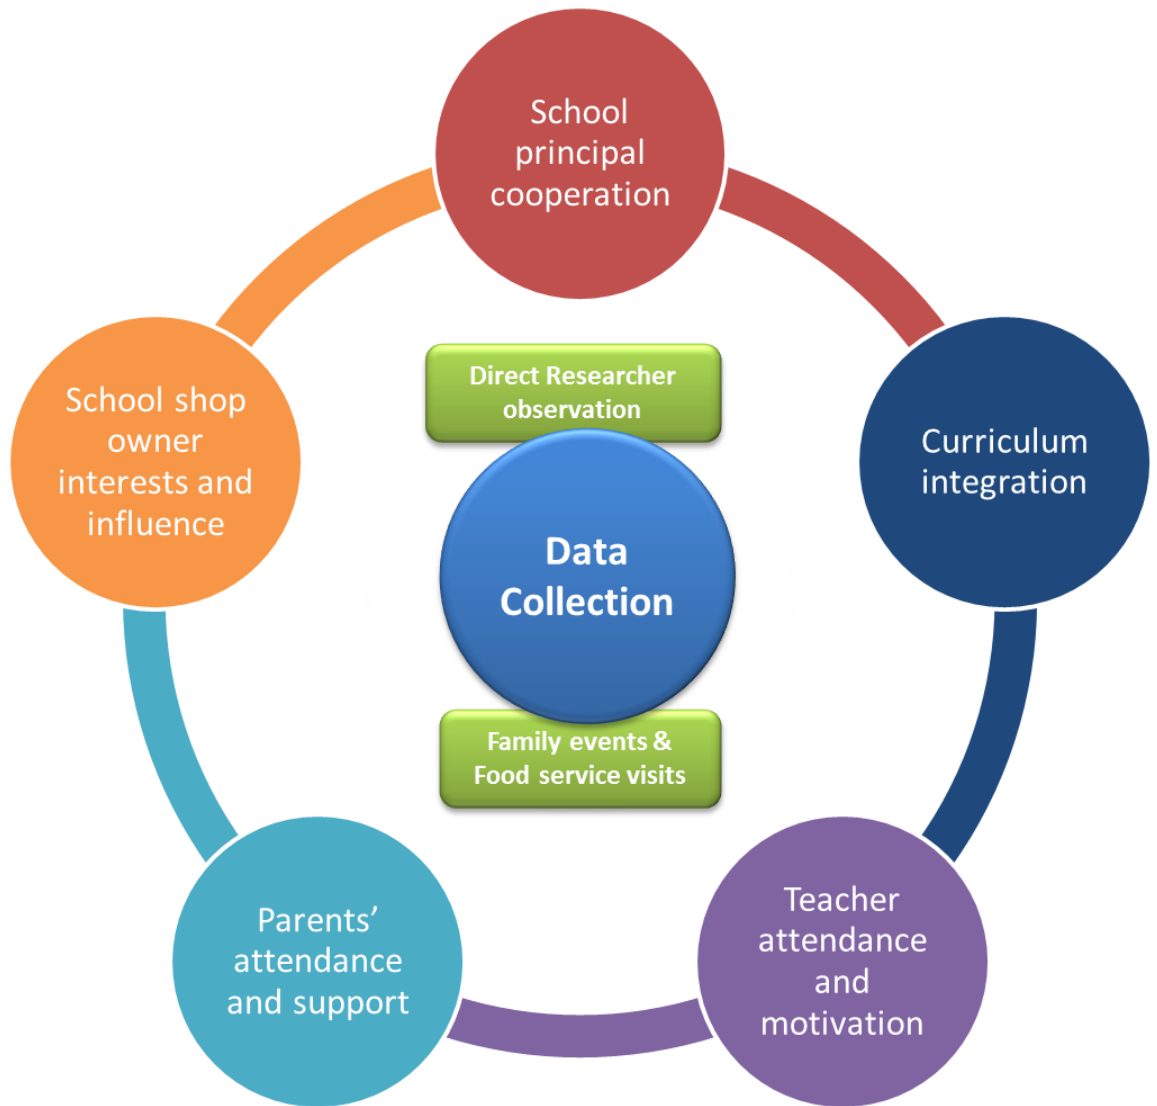 School
principal
cooperation
School shop
owner
interests and
influence
Direct Researcher
observation
Curriculum
integration
Data
Collection
Family events &
Food service visits
Parents’
attendance
and support
Teacher
attendance
and
motivation